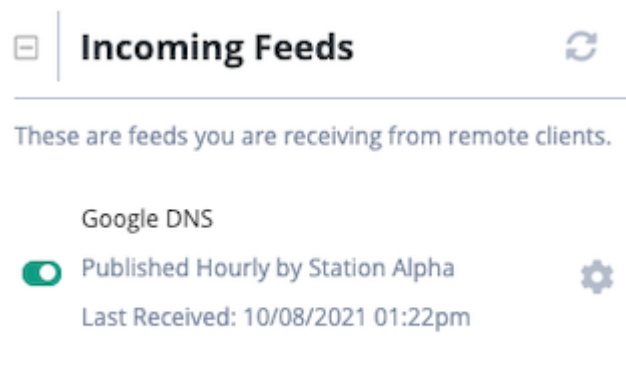 Incoming Feeds
These are feeds you are receiving from remote clients.
Google DNS
Published Hourly by Station Alpha
Last Received: 10/08/2021 01:22pm